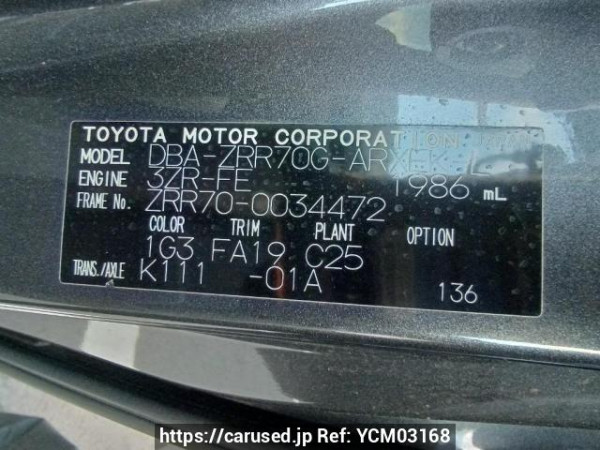 TOYOTA MOTOR CORPORATION
MODEL DBA-ZRR70G-ARXEK
ENGINE 3ZR-FE 1986 mL
FRAME No. ZRR70-0034472
COLOR TRIM PLANT OPTION
1G3 FA19 C25
TRANS./AXLE K111 -01A
136
https://carused.jp Ref: YCM03168